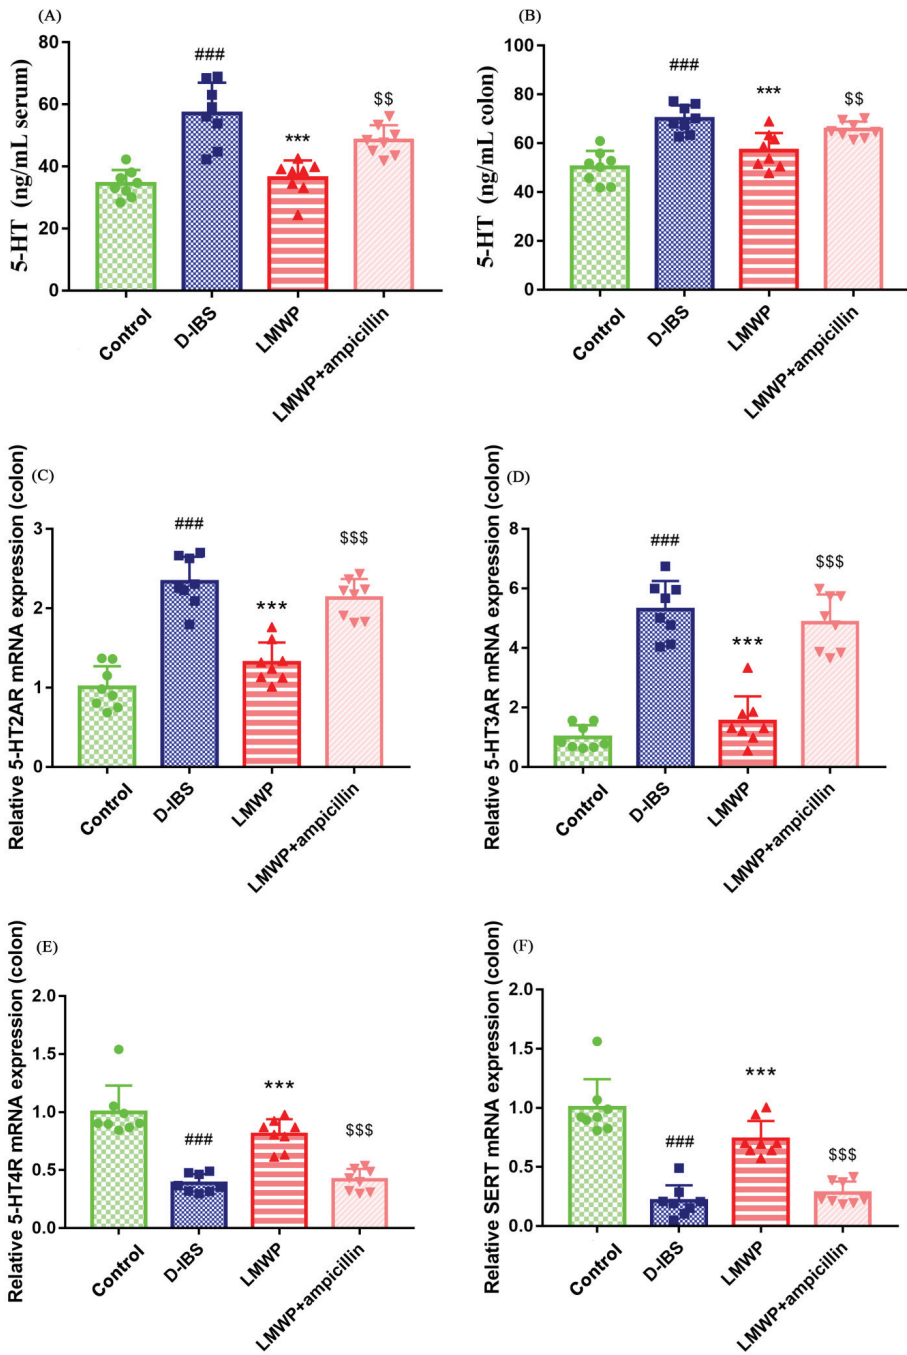 (A)
5-HT (ng/mL serum)
80
60
40
20
0
###
***
$$
Control
D-IBS
LMWP
LMWP+ampicillin
(B)
5-HT (ng/mL colon)
100
80
60
40
20
0
###
***
$$
Control
D-IBS
LMWP
LMWP+ampicillin
(C)
Relative 5-HT2AR mRNA expression (colon)
3
2
1
0
###
***
$$$
Control
D-IBS
LMWP
LMWP+ampicillin
(D)
Relative 5-HT3AR mRNA expression (colon)
8
6
4
2
0
###
***
$$$
Control
D-IBS
LMWP
LMWP+ampicillin
(E)
Relative 5-HT4R mRNA expression (colon)
2.0
1.5
1.0
0.5
0.0
###
***
$$$
Control
D-IBS
LMWP
LMWP+ampicillin
(F)
Relative SERT mRNA expression (colon)
2.0
1.5
1.0
0.5
0.0
###
***
$$$
Control
D-IBS
LMWP
LMWP+ampicillin